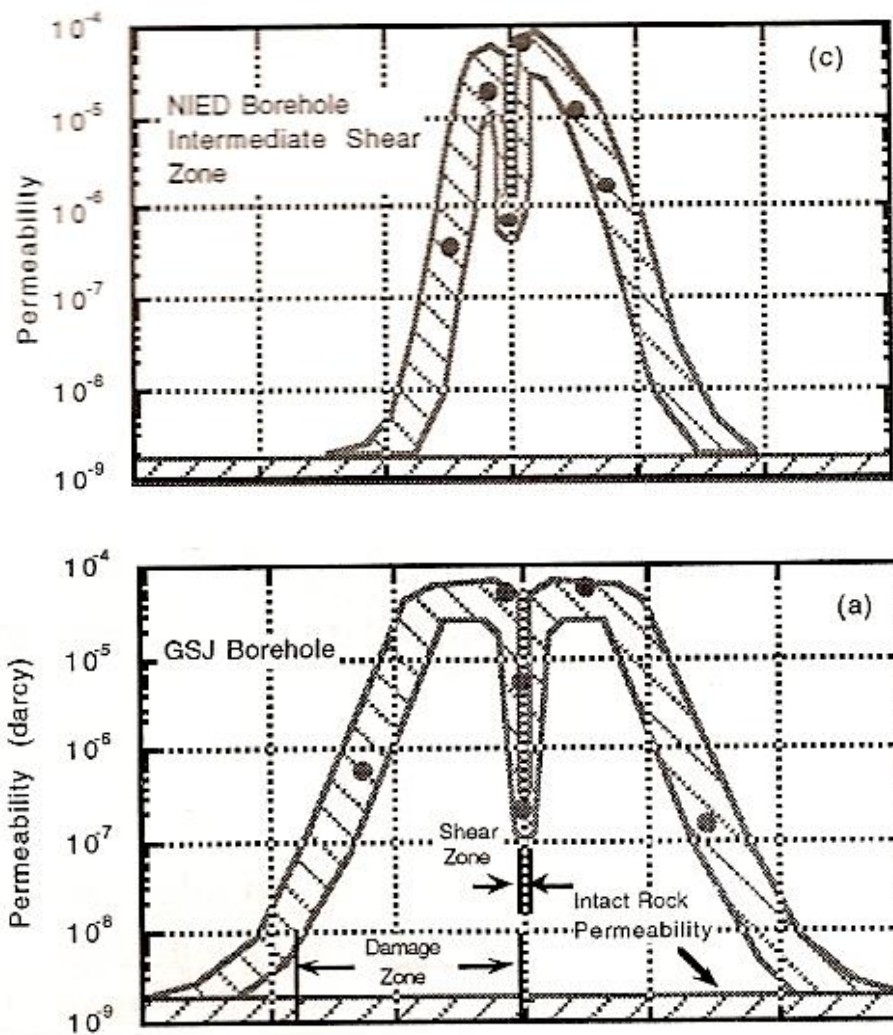 10⁻⁴
(c)
NIED Borehole
Intermediate Shear
Zone
10⁻⁵
10⁻⁶
10⁻⁷
10⁻⁸
10⁻⁹
Permeability
10⁻⁴
(a)
GSJ Borehole
10⁻⁵
10⁻⁶
10⁻⁷
Shear
Zone
Intact Rock
Permeability
10⁻⁸
Damage
Zone
10⁻⁹
Permeability (darcy)